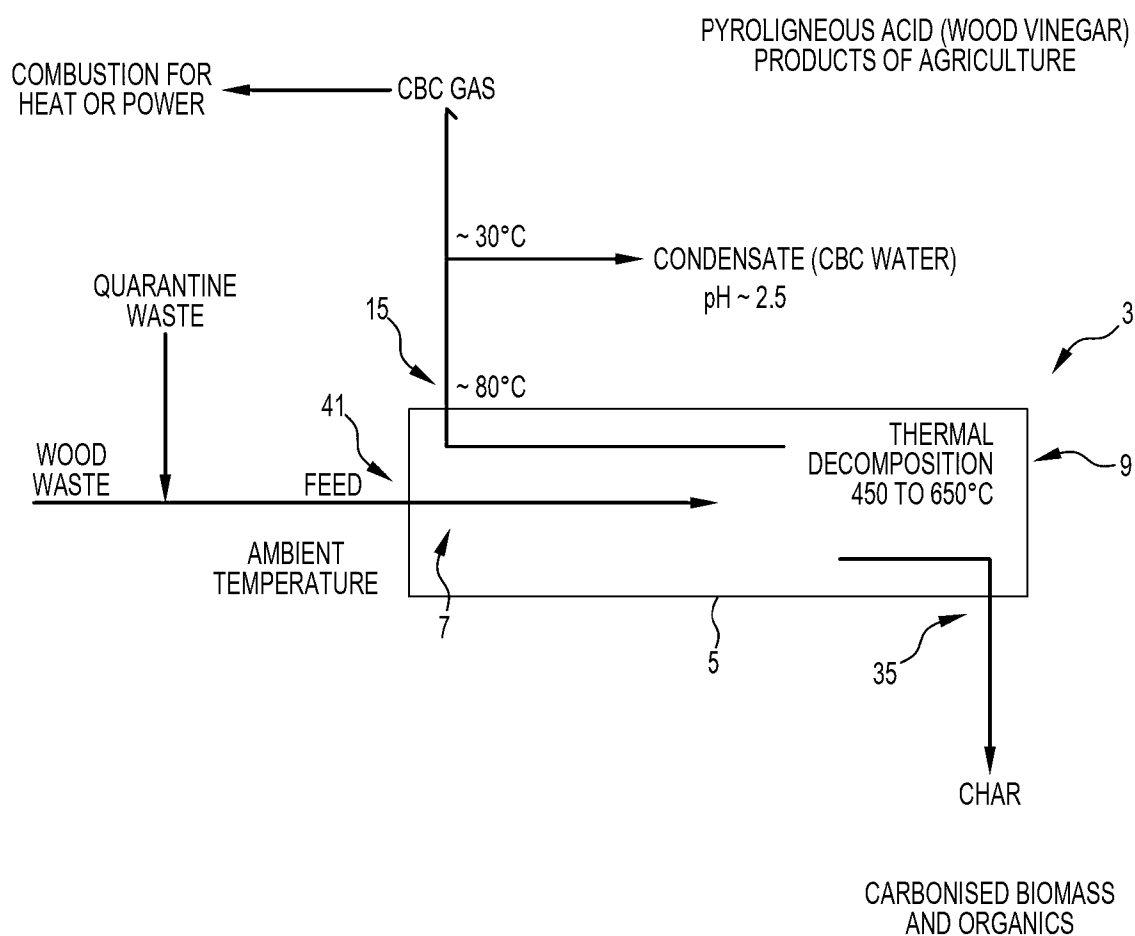 PYROLIGNEOUS ACID (WOOD VINEGAR)
PRODUCTS OF AGRICULTURE
COMBUSTION FOR
HEAT OR POWER
CBC GAS
~ 30°C
CONDENSATE (CBC WATER)
pH ~ 2.5
QUARANTINE
WASTE
15
3
~ 80°C
41
THERMAL
DECOMPOSITION
450 TO 650°C
9
WOOD
WASTE
FEED
AMBIENT
TEMPERATURE
7
5
35
CHAR
CARBONISED BIOMASS
AND ORGANICS